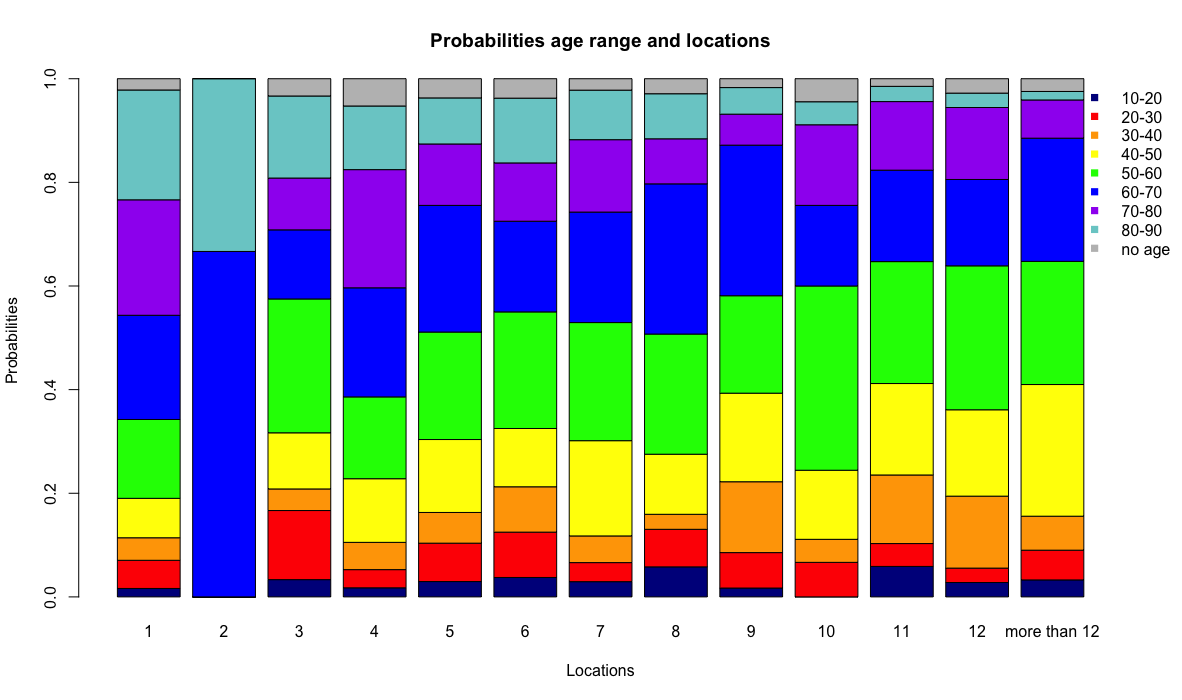 Probabilities age range and locations
1.0
0.8
0.6
0.4
0.2
0.0
Probabilities
10-20
20-30
30-40
40-50
50-60
60-70
70-80
80-90
no age
1 2 3 4 5 6 7 8 9 10 11 12 more than 12
Locations